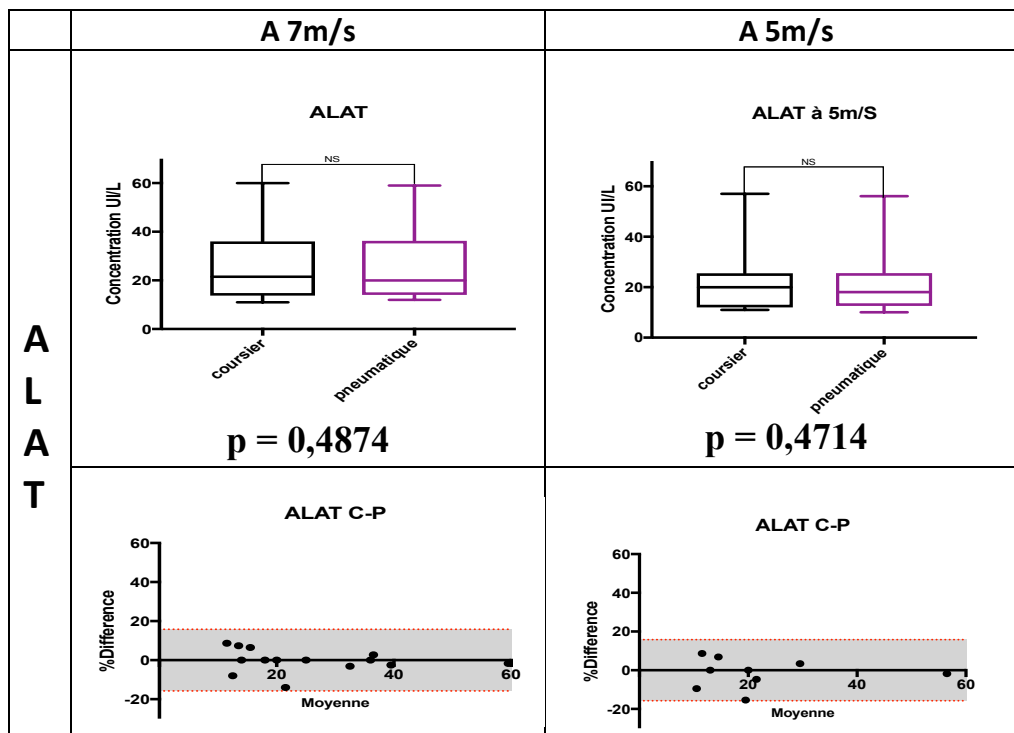 A 7m/s
A 5m/s
A
L
A
T
ALAT
NS
Concentration UI/L
60
40
20
0
coursier
pneumatique
p = 0,4874
ALAT à 5m/S
NS
Concentration UI/L
60
40
20
0
coursier
pneumatique
p = 0,4714
ALAT C-P
%Difference
60
40
20
0
-20
20
40
60
Moyenne
ALAT C-P
%Difference
60
40
20
0
-20
20
40
60
Moyenne